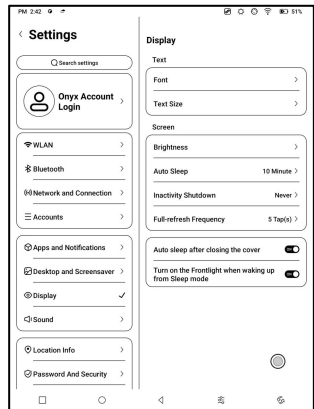 PM 2:42
51%
Settings
Search settings
Onyx Account
Login
WLAN
Bluetooth
Network and Connection
Accounts
Apps and Notifications
Desktop and Screensaver
Display
Sound
Location Info
Password And Security
Display
Text
Font
Text Size
Screen
Brightness
Auto Sleep 10 Minute
Inactivity Shutdown Never
Full-refresh Frequency 5 Tap(s)
Auto sleep after closing the cover
Turn on the Frontlight when waking up
from Sleep mode